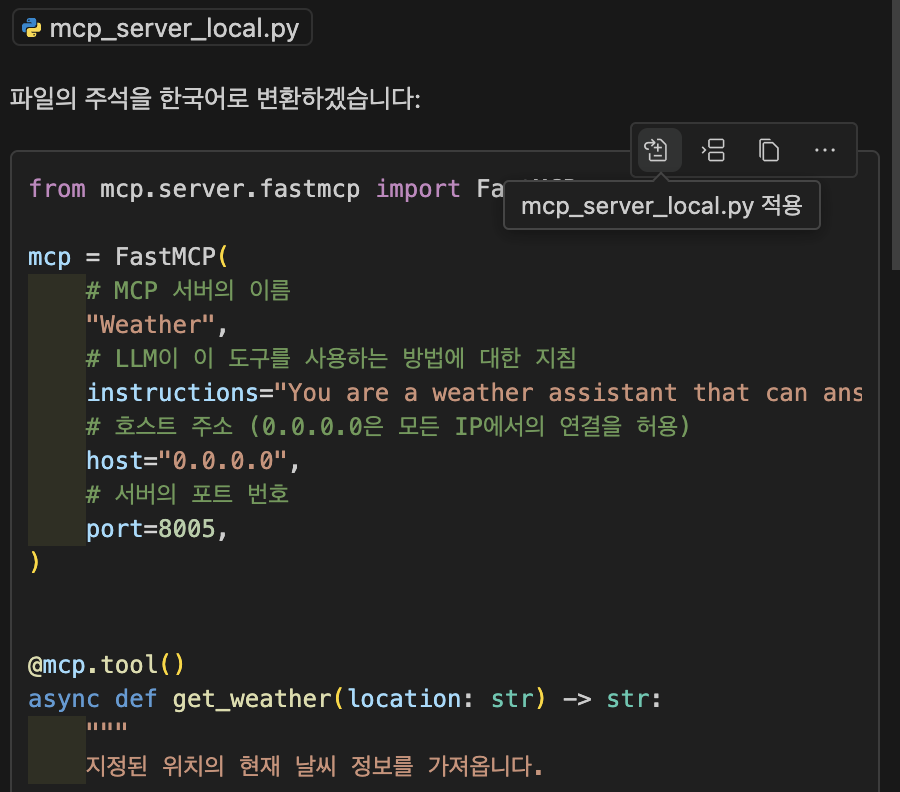 mcp_server_local.py
파일의 주석을 한국어로 변환하겠습니다:
from mcp.server.fastmcp import
mcp_server_local.py 적용
mcp = FastMCP(
# MCP 서버의 이름
"Weather",
# LLM이 이 도구를 사용하는 방법에 대한 지침
instructions="You are a weather assistant that can ans
# 호스트 주소 (0.0.0.0은 모든 IP에서의 연결을 허용)
host="0.0.0.0",
# 서버의 포트 번호
port=8005,
)
@mcp.tool()
async def get_weather(location: str) -> str:
"""
지정된 위치의 현재 날씨 정보를 가져옵니다.